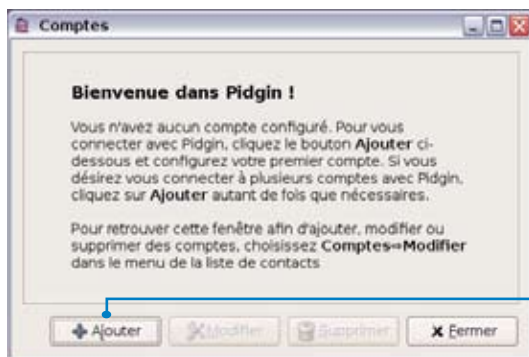 Comptes
Bienvenue dans Pidgin !
Vous n'avez aucun compte configuré. Pour vous
connecter avec Pidgin, cliquez le bouton Ajouter ci-
dessous et configurez votre premier compte. Si vous
désirez vous connecter à plusieurs comptes avec Pidgin,
cliquez sur Ajouter autant de fois que nécessaires.
Pour retrouver cette fenêtre afin d'ajouter, modifier ou
supprimer des comptes, choisissez Comptes⇒Modifier
dans le menu de la liste de contacts
Ajouter Modifier Supprimer Fermer